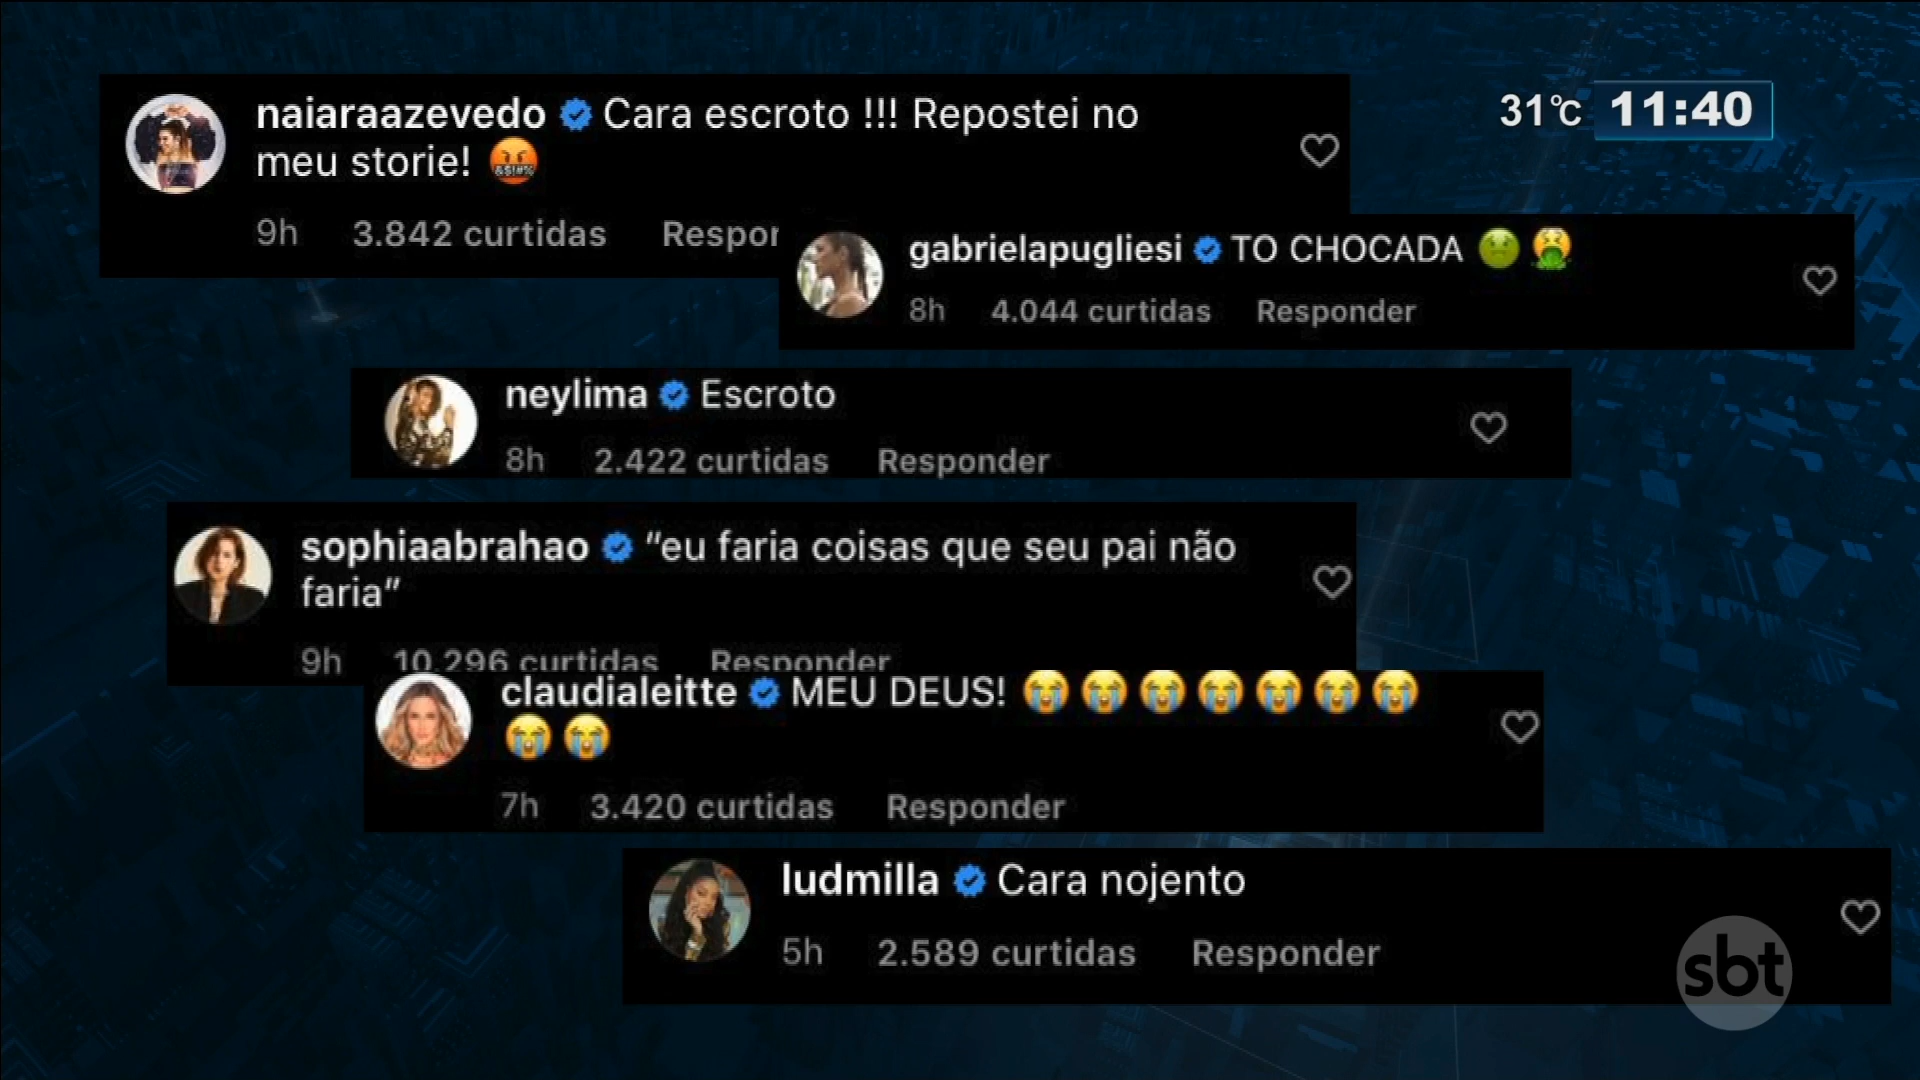 naiaraazevedo Cara escroto !!! Repostei no
meu storie! 🤬
9h 3.842 curtidas Respor
31°C 11:40
gabrielapugliesi TO CHOCADA 🤢🤮
8h 4.044 curtidas Responder
neylima Escroto
8h 2.422 curtidas Responder
sophiaabrahao “eu faria coisas que seu pai não
faria”
9h 10.296 curtidas Responder
claudialeitte MEU DEUS! 😭😭😭😭😭😭😭
😭😭
7h 3.420 curtidas Responder
ludmilla Cara nojento
5h 2.589 curtidas Responder
sbt